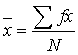 x̄ = ∑ fx / N